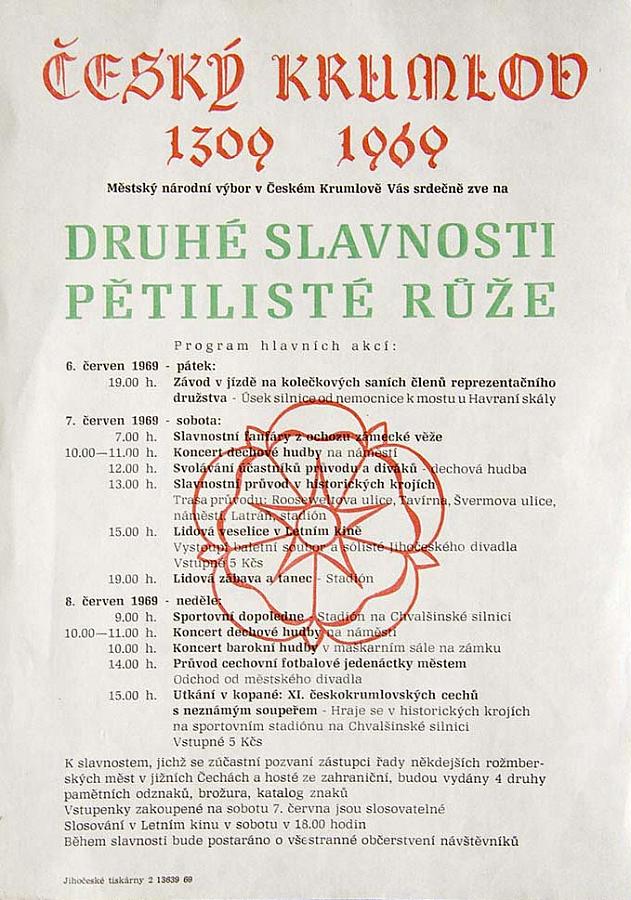 ČESKÝ KRUMLOV
1309 1969
Městský národní výbor v Českém Krumlově Vás srdečně zve na
DRUHÉ SLAVNOSTI
PĚTILISTÉ RŮŽE
Program hlavních akcí:
6. červen 1969 - pátek:
19.00 h. Závod v jízdě na kolečkových saních členů reprezentačního
družstva - Úsek silnice od nemocnice k mostu u Havraní skály
7. červen 1969 - sobota:
7.00 h. Slavnostní fanfáry z ochozu zámecké věže
10.00—11.00 h. Koncert dechové hudby na náměstí
12.00 h. Svolávání účastníků průvodu a diváků - dechová hudba
13.00 h. Slavnostní průvod v historických krojích
Trasa průvodu: Rooseweltova ulice, Tavírna, Švermova ulice,
náměstí, Latrán, stadión
15.00 h. Lidová veselice v Letním kině
Vystoupí baletní soubor a sólisté Jihočeského divadla
Vstupné 5 Kčs
19.00 h. Lidová zábava a tanec - Stadión
8. červen 1969 - neděle:
9.00 h. Sportovní dopoledne - Stadión na Chvalšinské silnici
10.00—11.00 h. Koncert dechové hudby na náměstí
10.00 h. Koncert barokní hudby v maškarním sále na zámku
14.00 h. Průvod cechovní fotbalové jedenáctky městem
Odchod od městského divadla
15.00 h. Utkání v kopané: XI. českokrumlovských cechů
s neznámým soupeřem - Hraje se v historických krojích
na sportovním stadiónu na Chvalšinské silnici
Vstupné 5 Kčs
K slavnostem, jichž se zúčastní pozvaní zástupci řady někdejších rožmber-
ských měst v jižních Čechách a hosté ze zahraničí, budou vydány 4 druhy
pamětních odznaků, brožura, katalog znaků
Vstupenky zakoupené na sobotu 7. června jsou slosovatelné
Slosování v Letním kinu v sobotu v 18.00 hodin
Během slavností bude postaráno o všestranné občerstvení návštěvníků
Jihočeské tiskárny 2 13639 69